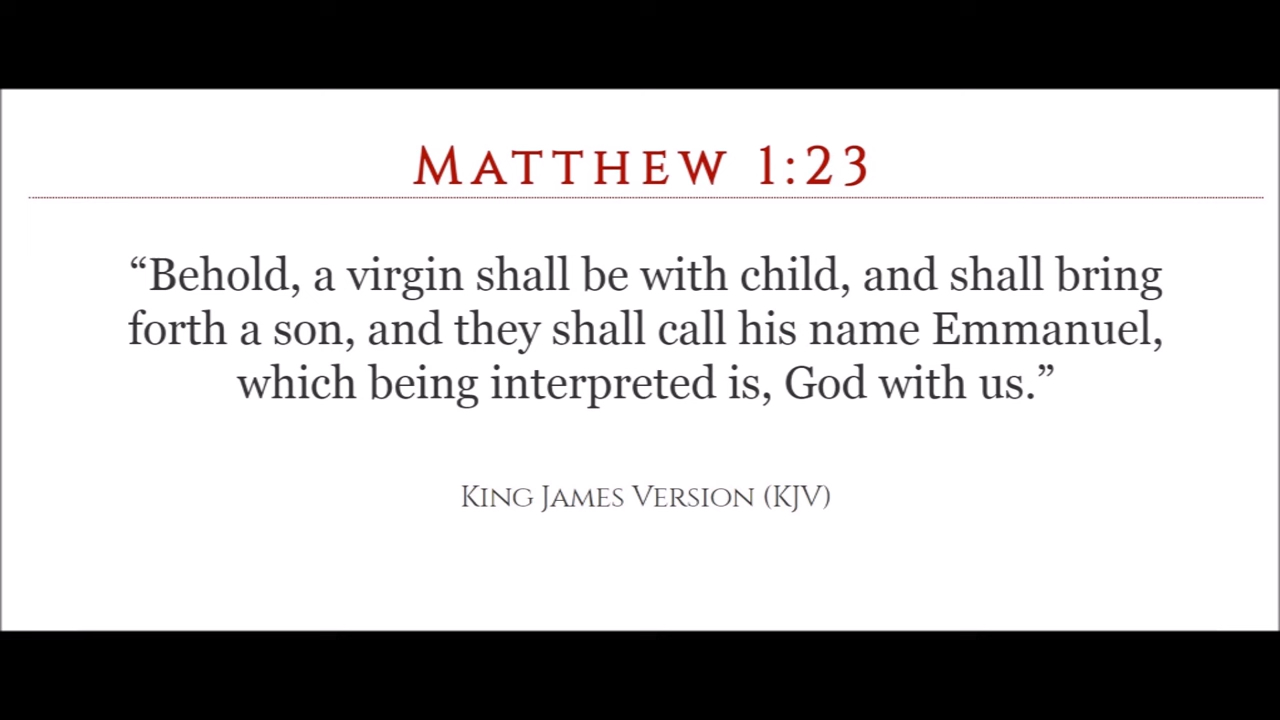 Matthew 1:23
“Behold, a virgin shall be with child, and shall bring
forth a son, and they shall call his name Emmanuel,
which being interpreted is, God with us.”
King James Version (KJV)